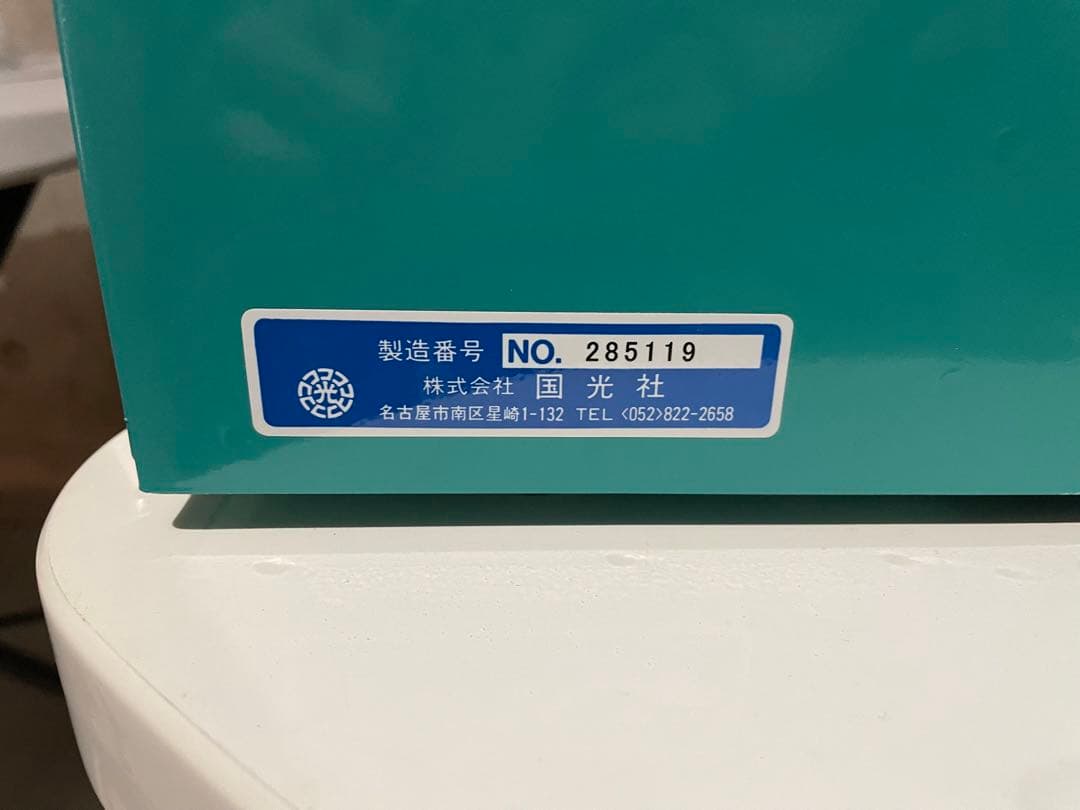 製造番号 NO. 285119
光 株式会社 国光社
名古屋市南区星崎1-132 TEL <052>822-2658